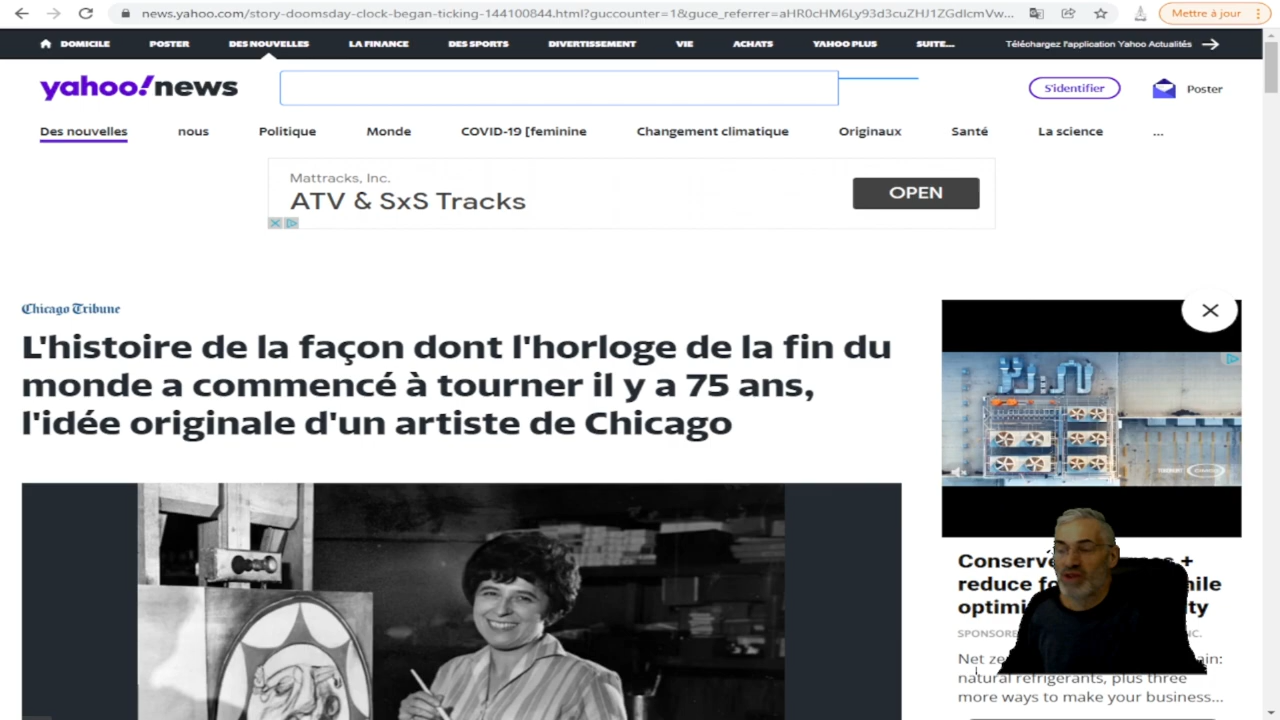 news.yahoo.com/story-doomsday-clock-began-ticking-144100844.html?guccounter=1&guce_referrer=aHR0cHM6Ly93d3cuZHJ1ZGdlcmVw...
Mettre à jour
DOMICILE POSTER DES NOUVELLES LA FINANCE DES SPORTS DIVERTISSEMENT VIE ACHATS YAHOO PLUS SUITE... Téléchargez l'application Yahoo Actualités
yahoo!news
S'identifier
Poster
Des nouvelles nous Politique Monde COVID-19 [feminine Changement climatique Originaux Santé La science ...
Mattracks, Inc.
ATV & SxS Tracks
OPEN
Chicago Tribune
L'histoire de la façon dont l'horloge de la fin du
monde a commencé à tourner il y a 75 ans,
l'idée originale d'un artiste de Chicago
+
reduce
optimi
SPONSORE
Net
natural refrigerants, plus three
more ways to make your business...